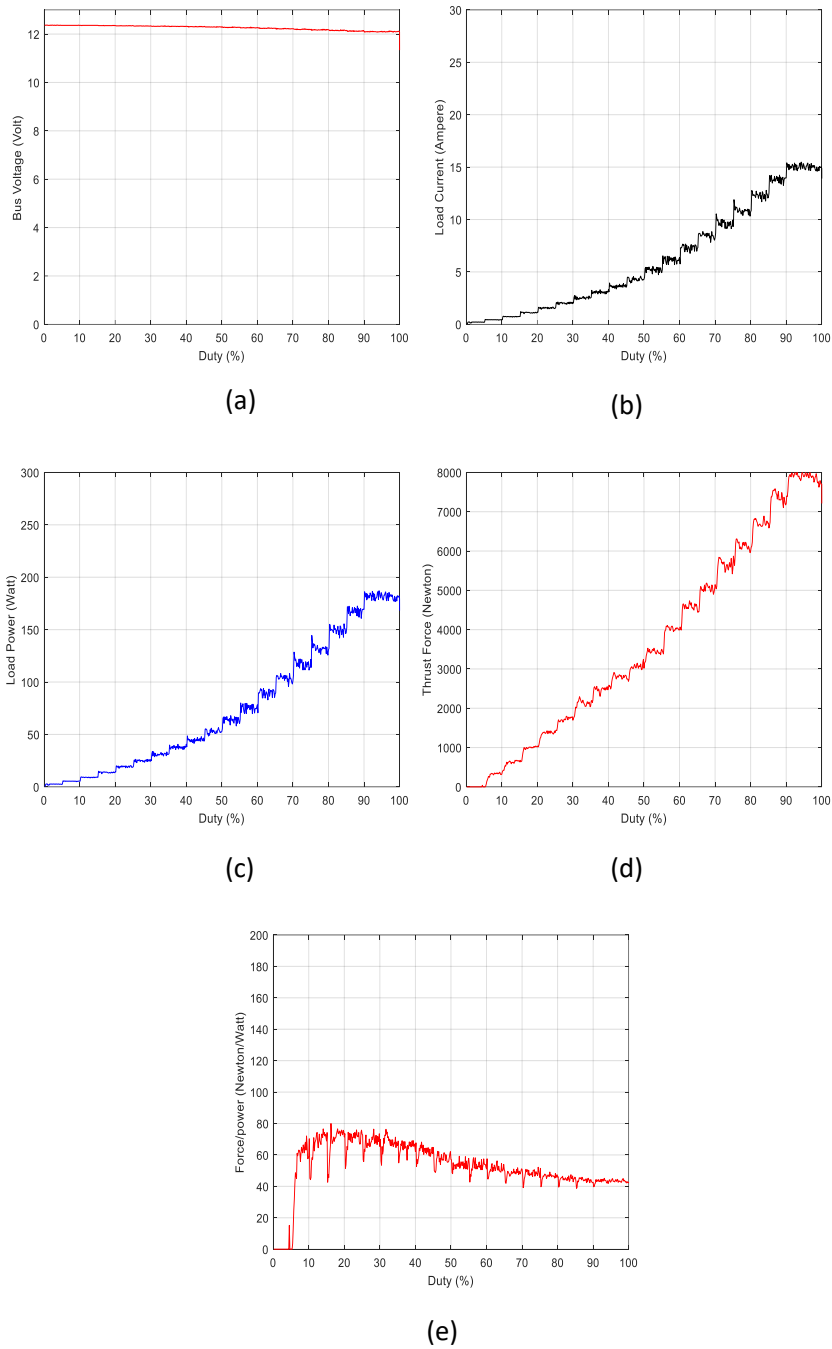 12
10
8
6
4
2
0
Bus Voltage (Volt)
0 10 20 30 40 50 60 70 80 90 100
Duty (%)
(a)
30
25
20
15
10
5
0
Load Current (Ampere)
0 10 20 30 40 50 60 70 80 90 100
Duty (%)
(b)
300
250
200
150
100
50
0
Load Power (Watt)
0 10 20 30 40 50 60 70 80 90 100
Duty (%)
(c)
8000
7000
6000
5000
4000
3000
2000
1000
0
Thrust Force (Newton)
0 10 20 30 40 50 60 70 80 90 100
Duty (%)
(d)
200
180
160
140
120
100
80
60
40
20
0
Force/power (Newton/Watt)
0 10 20 30 40 50 60 70 80 90 100
Duty (%)
(e)